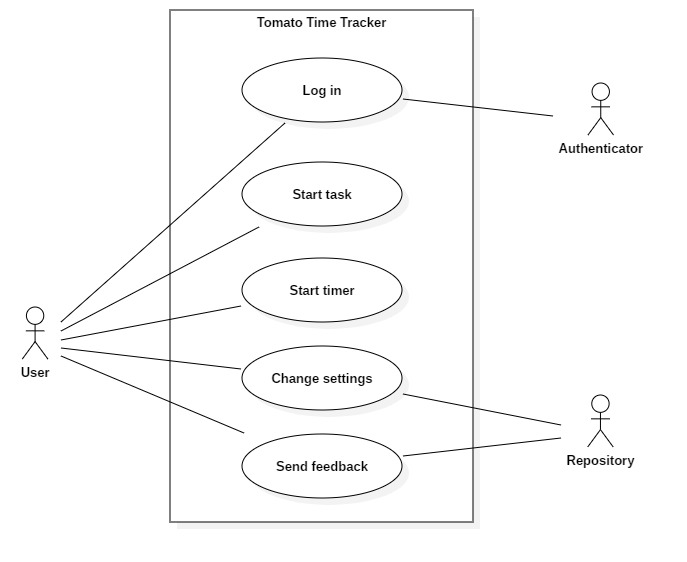 Tomato Time Tracker
Log in
Authenticator
Start task
Start timer
User
Change settings
Repository
Send feedback